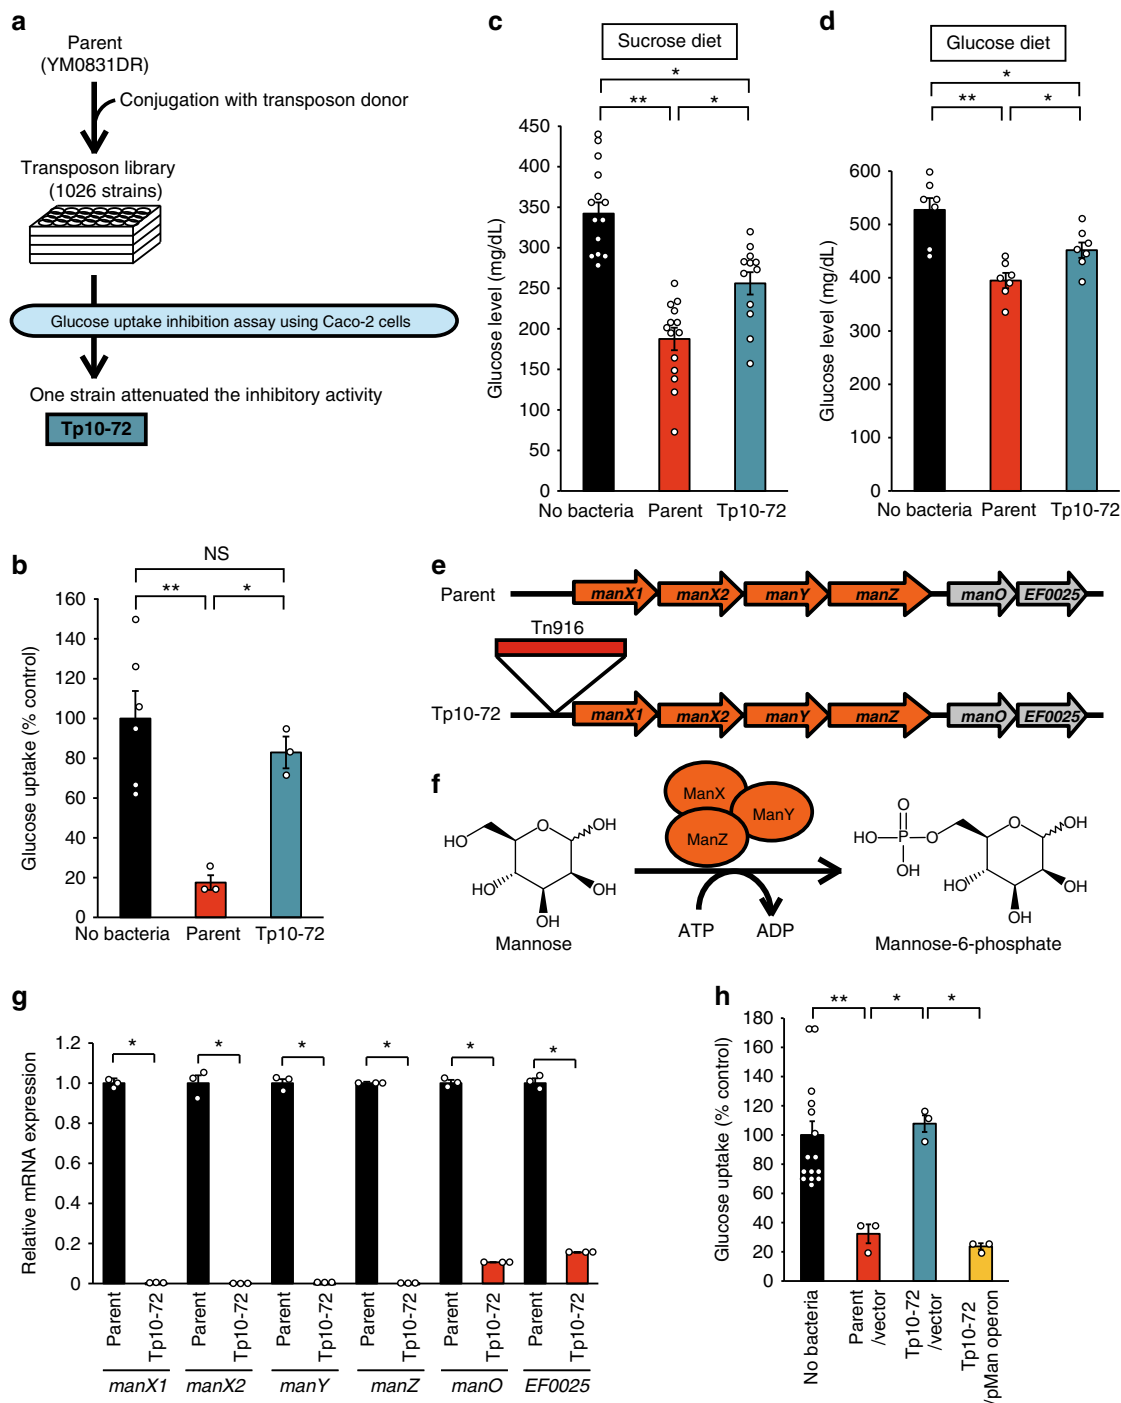 a
Parent
(YM0831DR)
Conjugation with transposon donor
Transposon library
(1026 strains)
Glucose uptake inhibition assay using Caco-2 cells
One strain attenuated the inhibitory activity
Tp10-72
b
NS
** *
Glucose uptake (% control)
160
140
120
100
80
60
40
20
0
No bacteria Parent Tp10-72
c
Sucrose diet
*
** *
Glucose level (mg/dL)
450
400
350
300
250
200
150
100
50
0
No bacteria Parent Tp10-72
d
Glucose diet
*
** *
Glucose level (mg/dL)
600
500
400
300
200
100
0
No bacteria Parent Tp10-72
e
Parent
manX1 manX2 manY manZ manO EF0025
Tn916
Tp10-72
manX1 manX2 manY manZ manO EF0025
f
ManX
ManY
ManZ
HO O OH
HO OH
OH
Mannose
ATP ADP
O
HO P O O OH
OH HO OH
OH
Mannose-6-phosphate
g
Relative mRNA expression
1.2
1.0
0.8
0.6
0.4
0.2
0
* * * * * *
Parent Tp10-72 Parent Tp10-72 Parent Tp10-72 Parent Tp10-72 Parent Tp10-72 Parent Tp10-72
manX1 manX2 manY manZ manO EF0025
h
** * *
Glucose uptake (% control)
180
160
140
120
100
80
60
40
20
0
No bacteria
Parent
/vector
Tp10-72
/vector
Tp10-72
/pMan operon